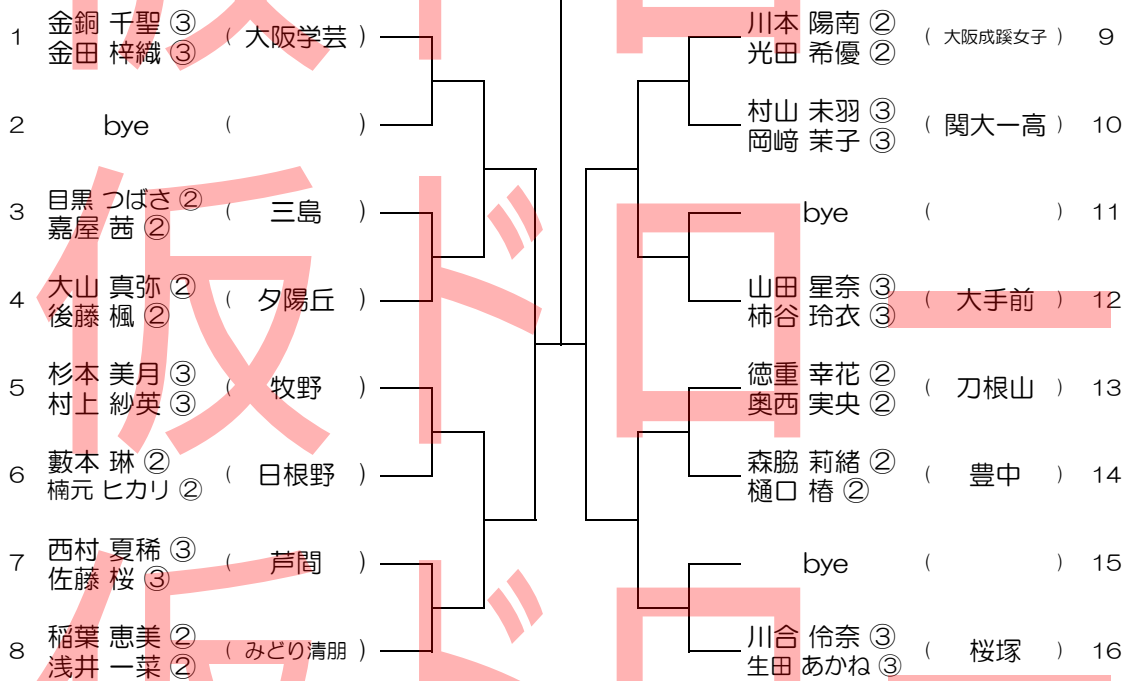 1 金銅 千聖 ③ ( 大阪学芸 )
金田 梓織 ③
2 bye ( )
3 目黒 つばさ ② ( 三島 )
嘉屋 茜 ②
4 大山 真弥 ② ( 夕陽丘 )
後藤 楓 ②
5 杉本 美月 ③ ( 牧野 )
村上 紗英 ③
6 藪本 琳 ② ( 日根野 )
楠元 ヒカリ ②
7 西村 夏稀 ③ ( 芦間 )
佐藤 桜 ③
8 稲葉 恵美 ② ( みどり清朋 )
浅井 一菜 ②
川本 陽南 ② ( 大阪成蹊女子 ) 9
光田 希優 ②
村山 未羽 ③ ( 関大一高 ) 10
岡﨑 茉子 ③
bye ( ) 11
山田 星奈 ③ ( 大手前 ) 12
柿谷 玲衣 ③
徳重 幸花 ② ( 刀根山 ) 13
奥西 実央 ②
森脇 莉緒 ② ( 豊中 ) 14
樋口 椿 ②
bye ( ) 15
川合 伶奈 ③ ( 桜塚 ) 16
生田 あかね ③
仮ドロー